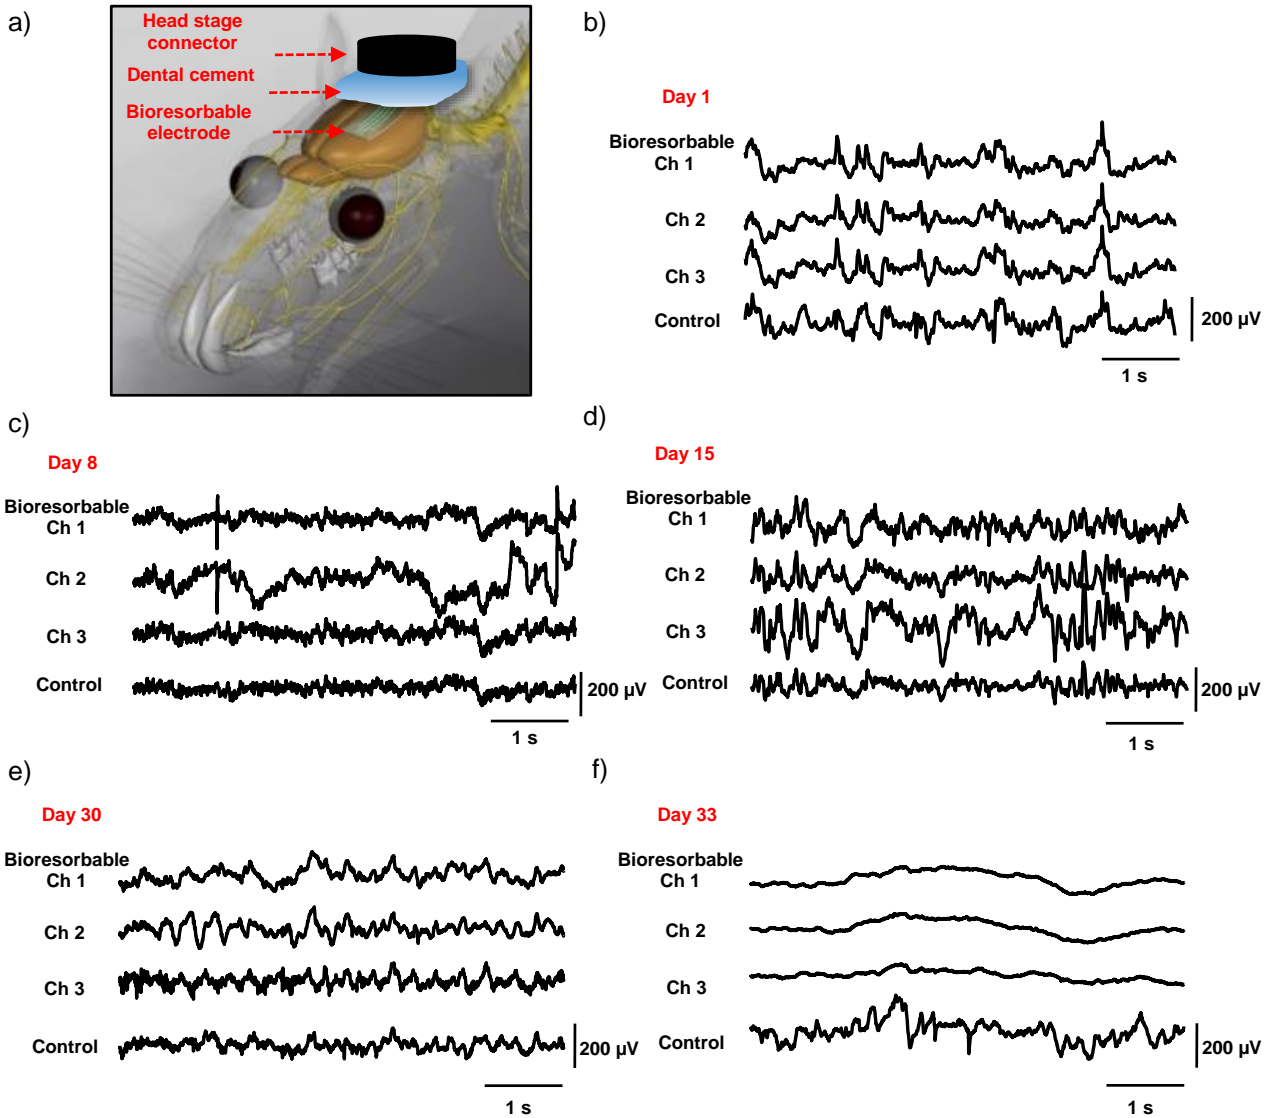 a)
Head stage
connector
Dental cement
Bioresorbable
electrode
b)
Day 1
Bioresorbable
Ch 1
Ch 2
Ch 3
Control
200 µV
1 s
c)
Day 8
Bioresorbable
Ch 1
Ch 2
Ch 3
Control
200 µV
1 s
d)
Day 15
Bioresorbable
Ch 1
Ch 2
Ch 3
Control
200 µV
1 s
e)
Day 30
Bioresorbable
Ch 1
Ch 2
Ch 3
Control
200 µV
1 s
f)
Day 33
Bioresorbable
Ch 1
Ch 2
Ch 3
Control
200 µV
1 s